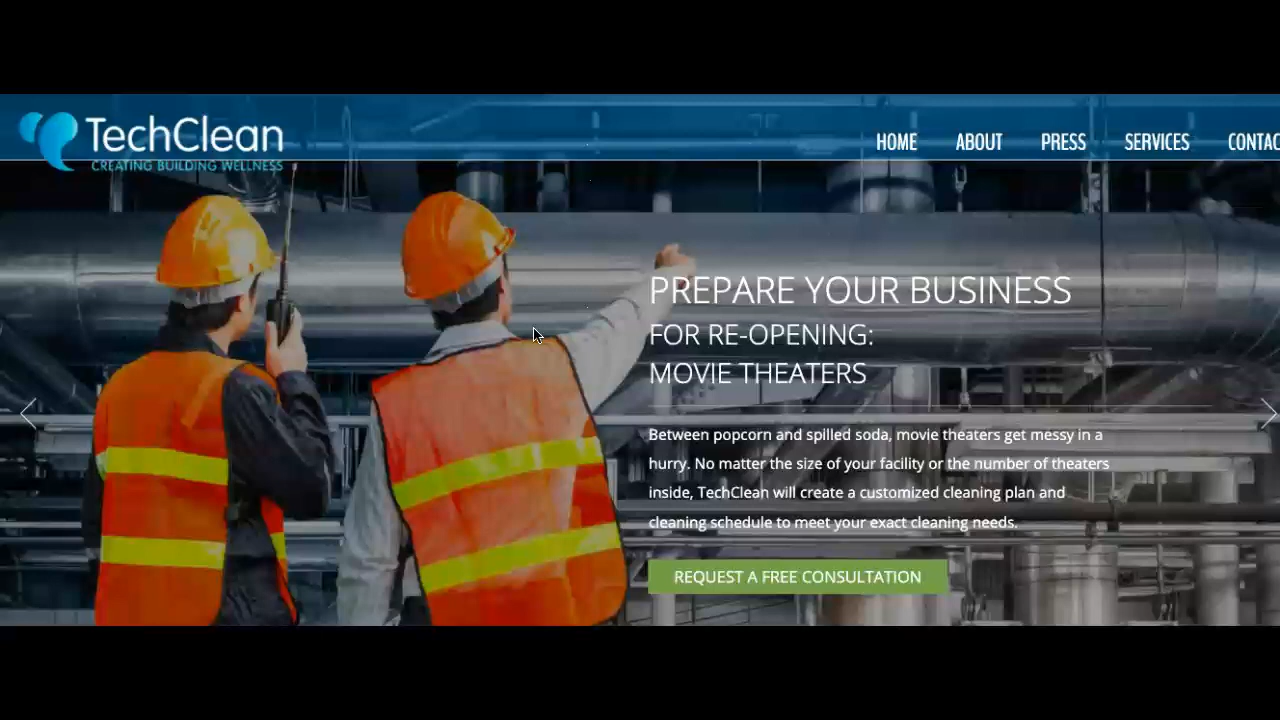 TechClean
CREATING BUILDING WELLNESS
HOME ABOUT PRESS SERVICES
PREPARE YOUR BUSINESS
FOR RE-OPENING:
MOVIE THEATERS
Between popcorn and spilled soda, movie theaters get messy in a
hurry. No matter the size of your facility or the number of theaters
inside, TechClean will create a customized cleaning plan and
cleaning schedule to meet your exact cleaning needs.
REQUEST A FREE CONSULTATION